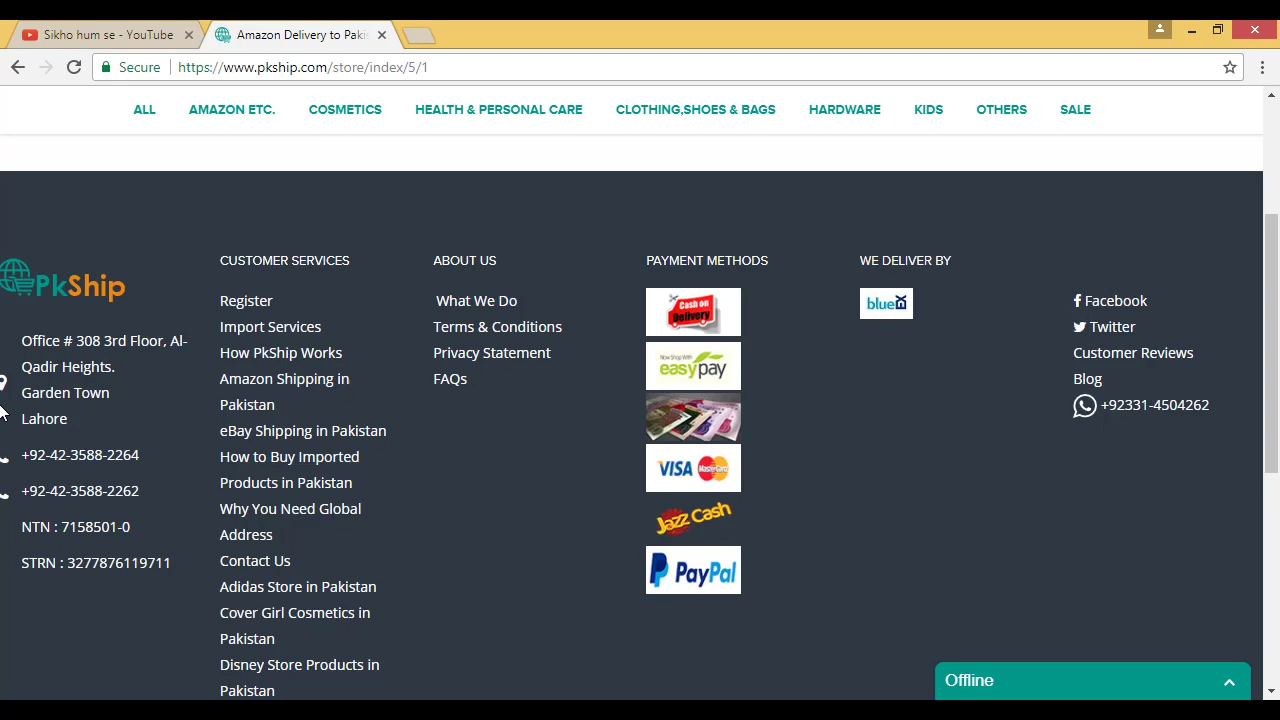 Sikho hum se - YouTube
Amazon Delivery to Pakis
Secure
https://www.pkship.com/store/index/5/1
ALL
AMAZON ETC.
COSMETICS
HEALTH & PERSONAL CARE
CLOTHING,SHOES & BAGS
HARDWARE
KIDS
OTHERS
SALE
PkShip
Office # 308 3rd Floor, Al-
Qadir Heights.
Garden Town
Lahore
+92-42-3588-2264
+92-42-3588-2262
NTN : 7158501-0
STRN : 3277876119711
CUSTOMER SERVICES
Register
Import Services
How PkShip Works
Amazon Shipping in
Pakistan
eBay Shipping in Pakistan
How to Buy Imported
Products in Pakistan
Why You Need Global
Address
Contact Us
Adidas Store in Pakistan
Cover Girl Cosmetics in
Pakistan
Disney Store Products in
Pakistan
ABOUT US
What We Do
Terms & Conditions
Privacy Statement
FAQs
PAYMENT METHODS
Cash on
Delivery
Now Shop With
easypay
VISA MasterCard
Jazz Cash
PayPal
WE DELIVER BY
blueEX
Facebook
Twitter
Customer Reviews
Blog
+92331-4504262
Offline